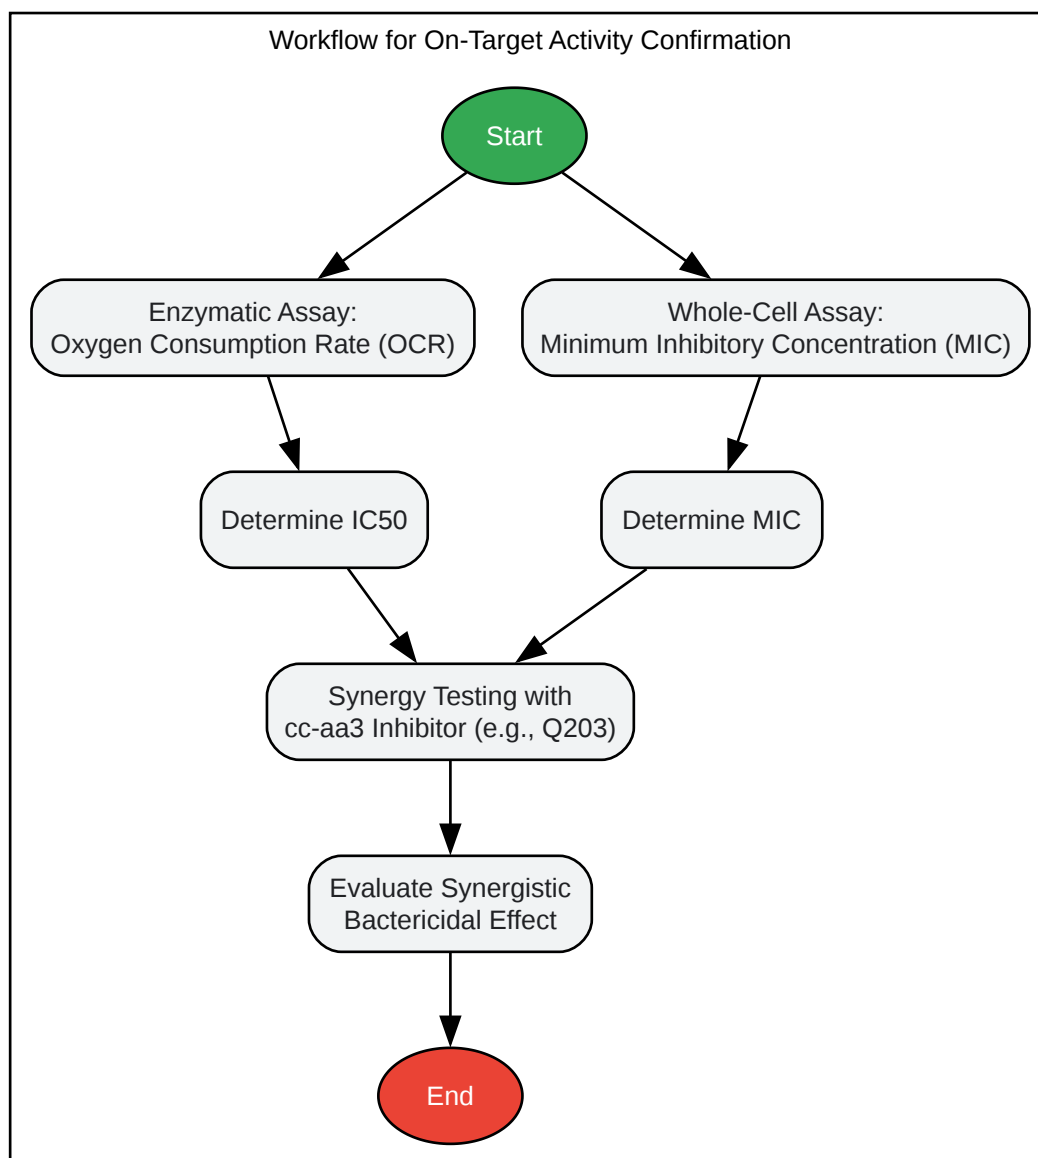 Workflow for On-Target Activity Confirmation
Start
Enzymatic Assay:
Oxygen Consumption Rate (OCR)
Whole-Cell Assay:
Minimum Inhibitory Concentration (MIC)
Determine IC50
Determine MIC
Synergy Testing with
cc-aa3 Inhibitor (e.g., Q203)
Evaluate Synergistic
Bactericidal Effect
End